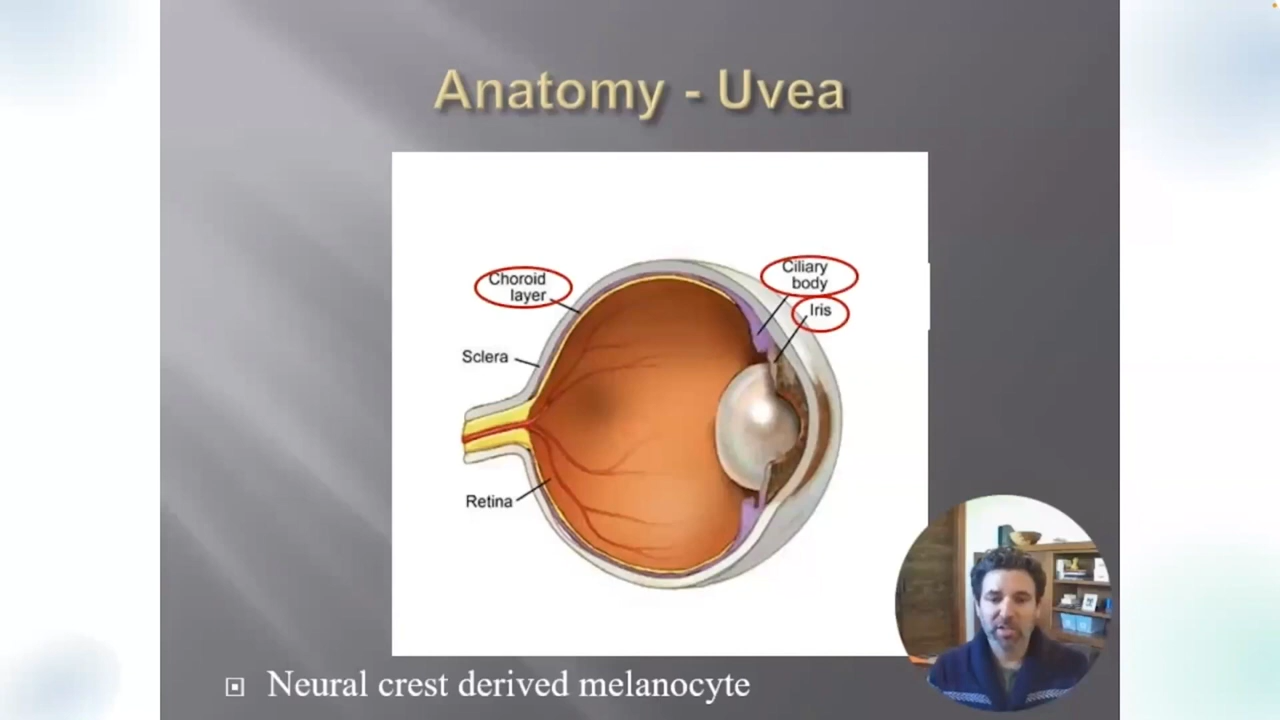 Anatomy - Uvea
Choroid
layer
Ciliary
body
Iris
Sclera
Retina
Neural crest derived melanocyte